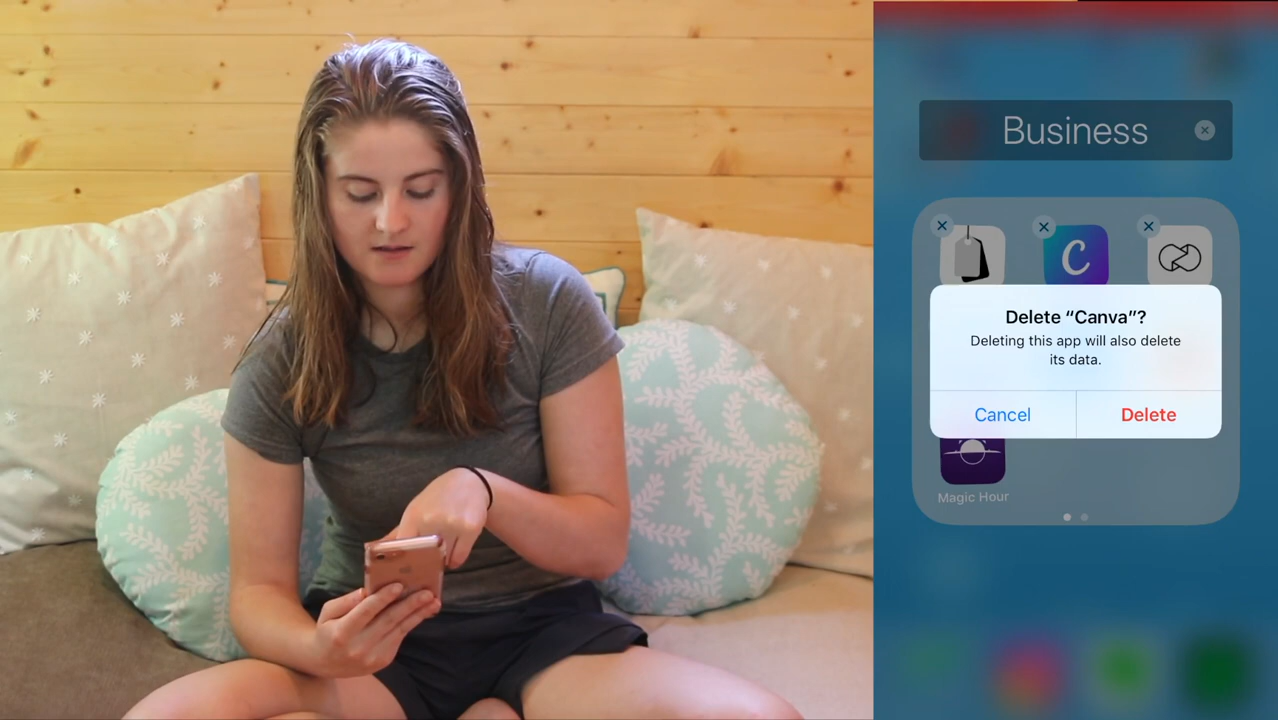 Business
C
Delete “Canva”?
Deleting this app will also delete
its data.
Cancel
Delete
Magic Hour